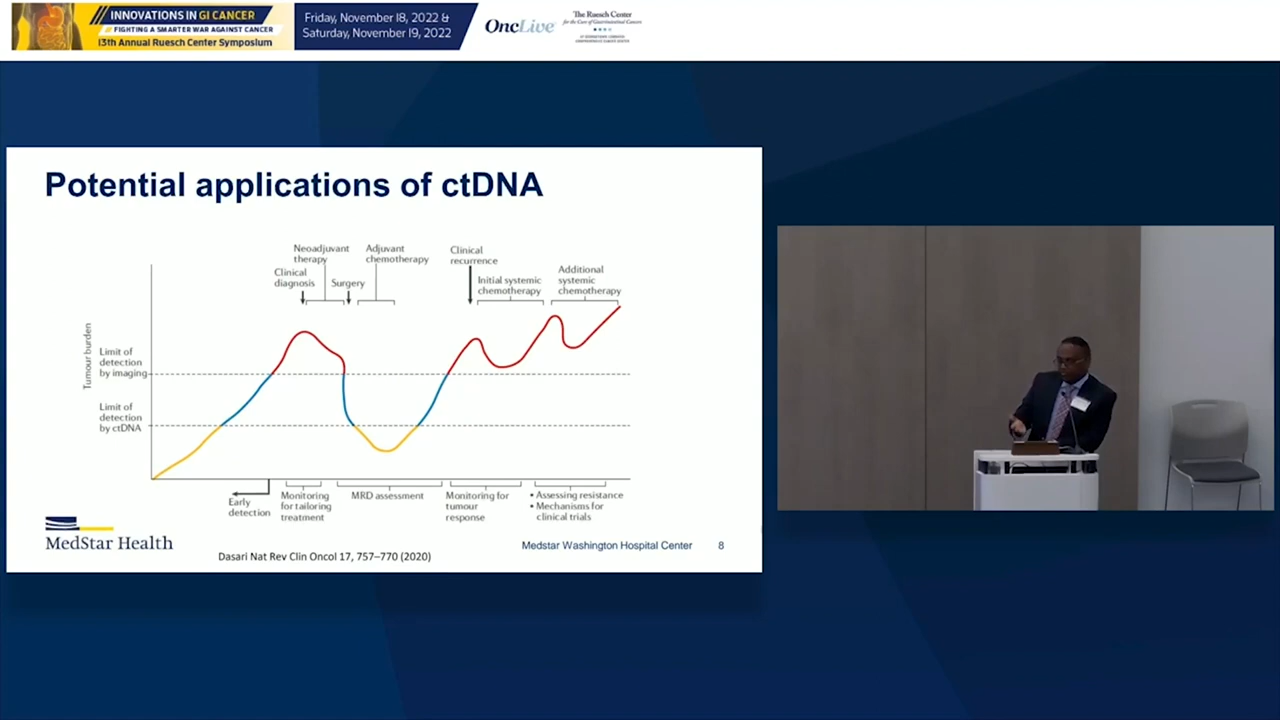 INNOVATIONS IN GI CANCER
FIGHTING A SMARTER WAR AGAINST CANCER
13th Annual Ruesch Center Symposium
Friday, November 18, 2022 &
Saturday, November 19, 2022
OncLive
The Ruesch Center
for the Cure of Gastrointestinal Cancers
Potential applications of ctDNA
Neoadjuvant
therapy
Adjuvant
chemotherapy
Clinical
recurrence
Clinical
diagnosis
Surgery
Initial systemic
chemotherapy
Additional
systemic
chemotherapy
Tumour burden
Limit of
detection
by imaging
Limit of
detection
by ctDNA
Early
detection
Monitoring
for tailoring
treatment
MRD assessment
Monitoring for
tumour
response
• Assessing resistance
• Mechanisms for
clinical trials
MedStar Health
Medstar Washington Hospital Center 8
Dasari Nat Rev Clin Oncol 17, 757–770 (2020)